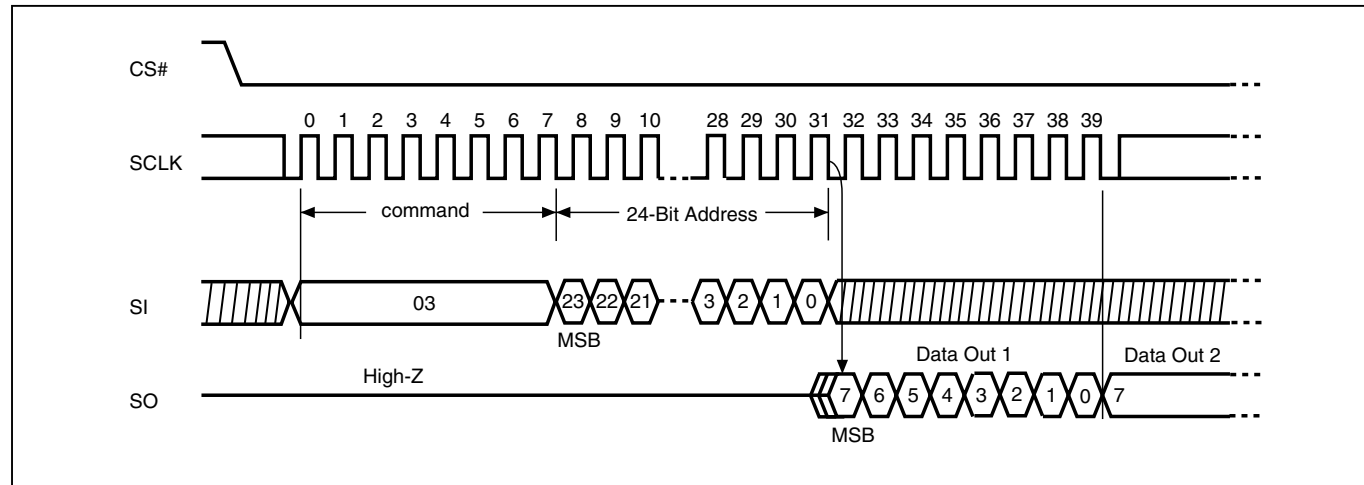 CS#
0 1 2 3 4 5 6 7 8 9 10 28 29 30 31 32 33 34 35 36 37 38 39
SCLK
command 24-Bit Address
SI 03 23 22 21 3 2 1 0
MSB Data Out 1 Data Out 2
High-Z
SO 7 6 5 4 3 2 1 0 7
MSB